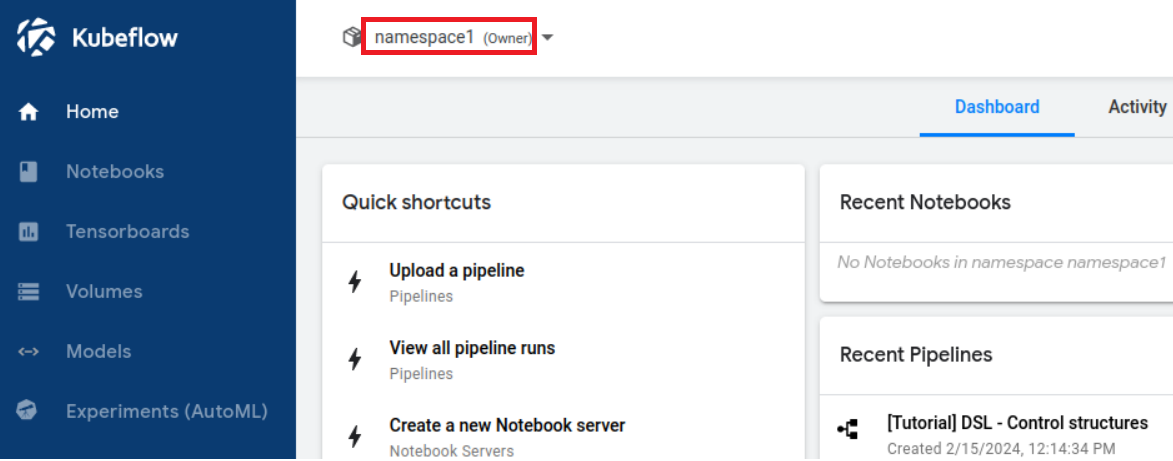 Kubeflow
namespace1 (Owner)
Home
Notebooks
Tensorboards
Volumes
Models
Experiments (AutoML)
Dashboard Activity
Quick shortcuts
Upload a pipeline
Pipelines
View all pipeline runs
Pipelines
Create a new Notebook server
Notebook Servers
Recent Notebooks
No Notebooks in namespace namespace1
Recent Pipelines
[Tutorial] DSL - Control structures
Created 2/15/2024, 12:14:34 PM